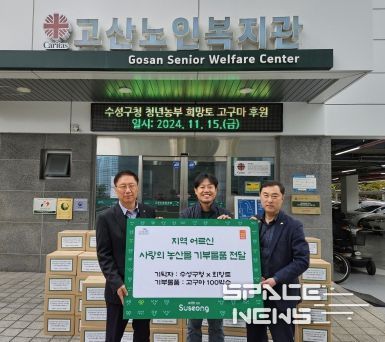 Caritas
고산노인복지관
Gosan Senior Welfare Center
수성구청 청년농부 희망토 고구마 후원
일시: 2024. 11. 15.(금)
지역 어르신
사랑의 농산물 기부물품 전달
기탁자 : 수성구청 X 희망토
기부물품 : 고구마 100박스
Suseong
SPACE
NEWS